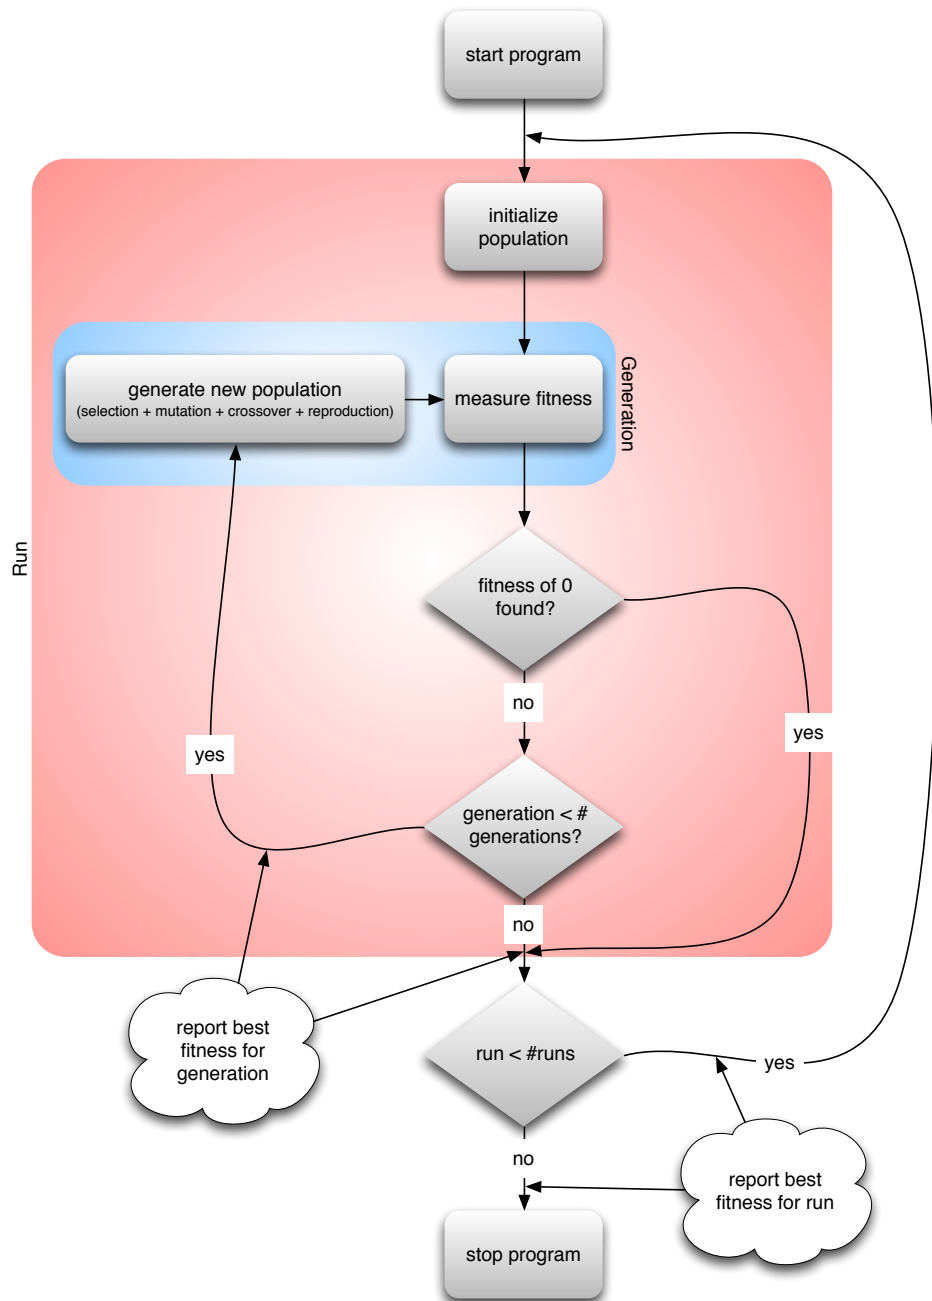 start program
initialize
population
Generation
generate new population
(selection + mutation + crossover + reproduction)
measure fitness
Run
fitness of 0
found?
no
yes
yes
generation < #
generations?
no
report best
fitness for
generation
run < #runs
yes
no
report best
fitness for run
stop program